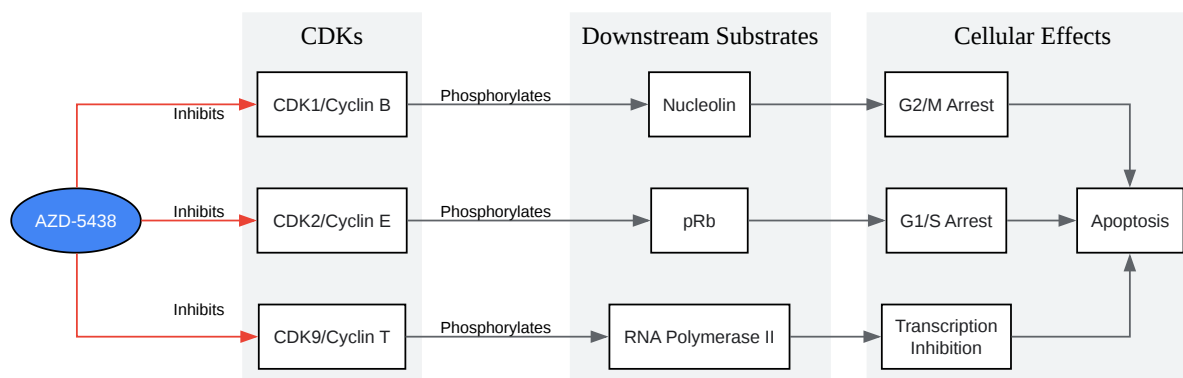 CDKs
Downstream Substrates
Cellular Effects
CDK1/Cyclin B
Phosphorylates
Nucleolin
G2/M Arrest
Inhibits
AZD-5438
Inhibits
CDK2/Cyclin E
Phosphorylates
pRb
G1/S Arrest
Apoptosis
Inhibits
CDK9/Cyclin T
Phosphorylates
RNA Polymerase II
Transcription
Inhibition